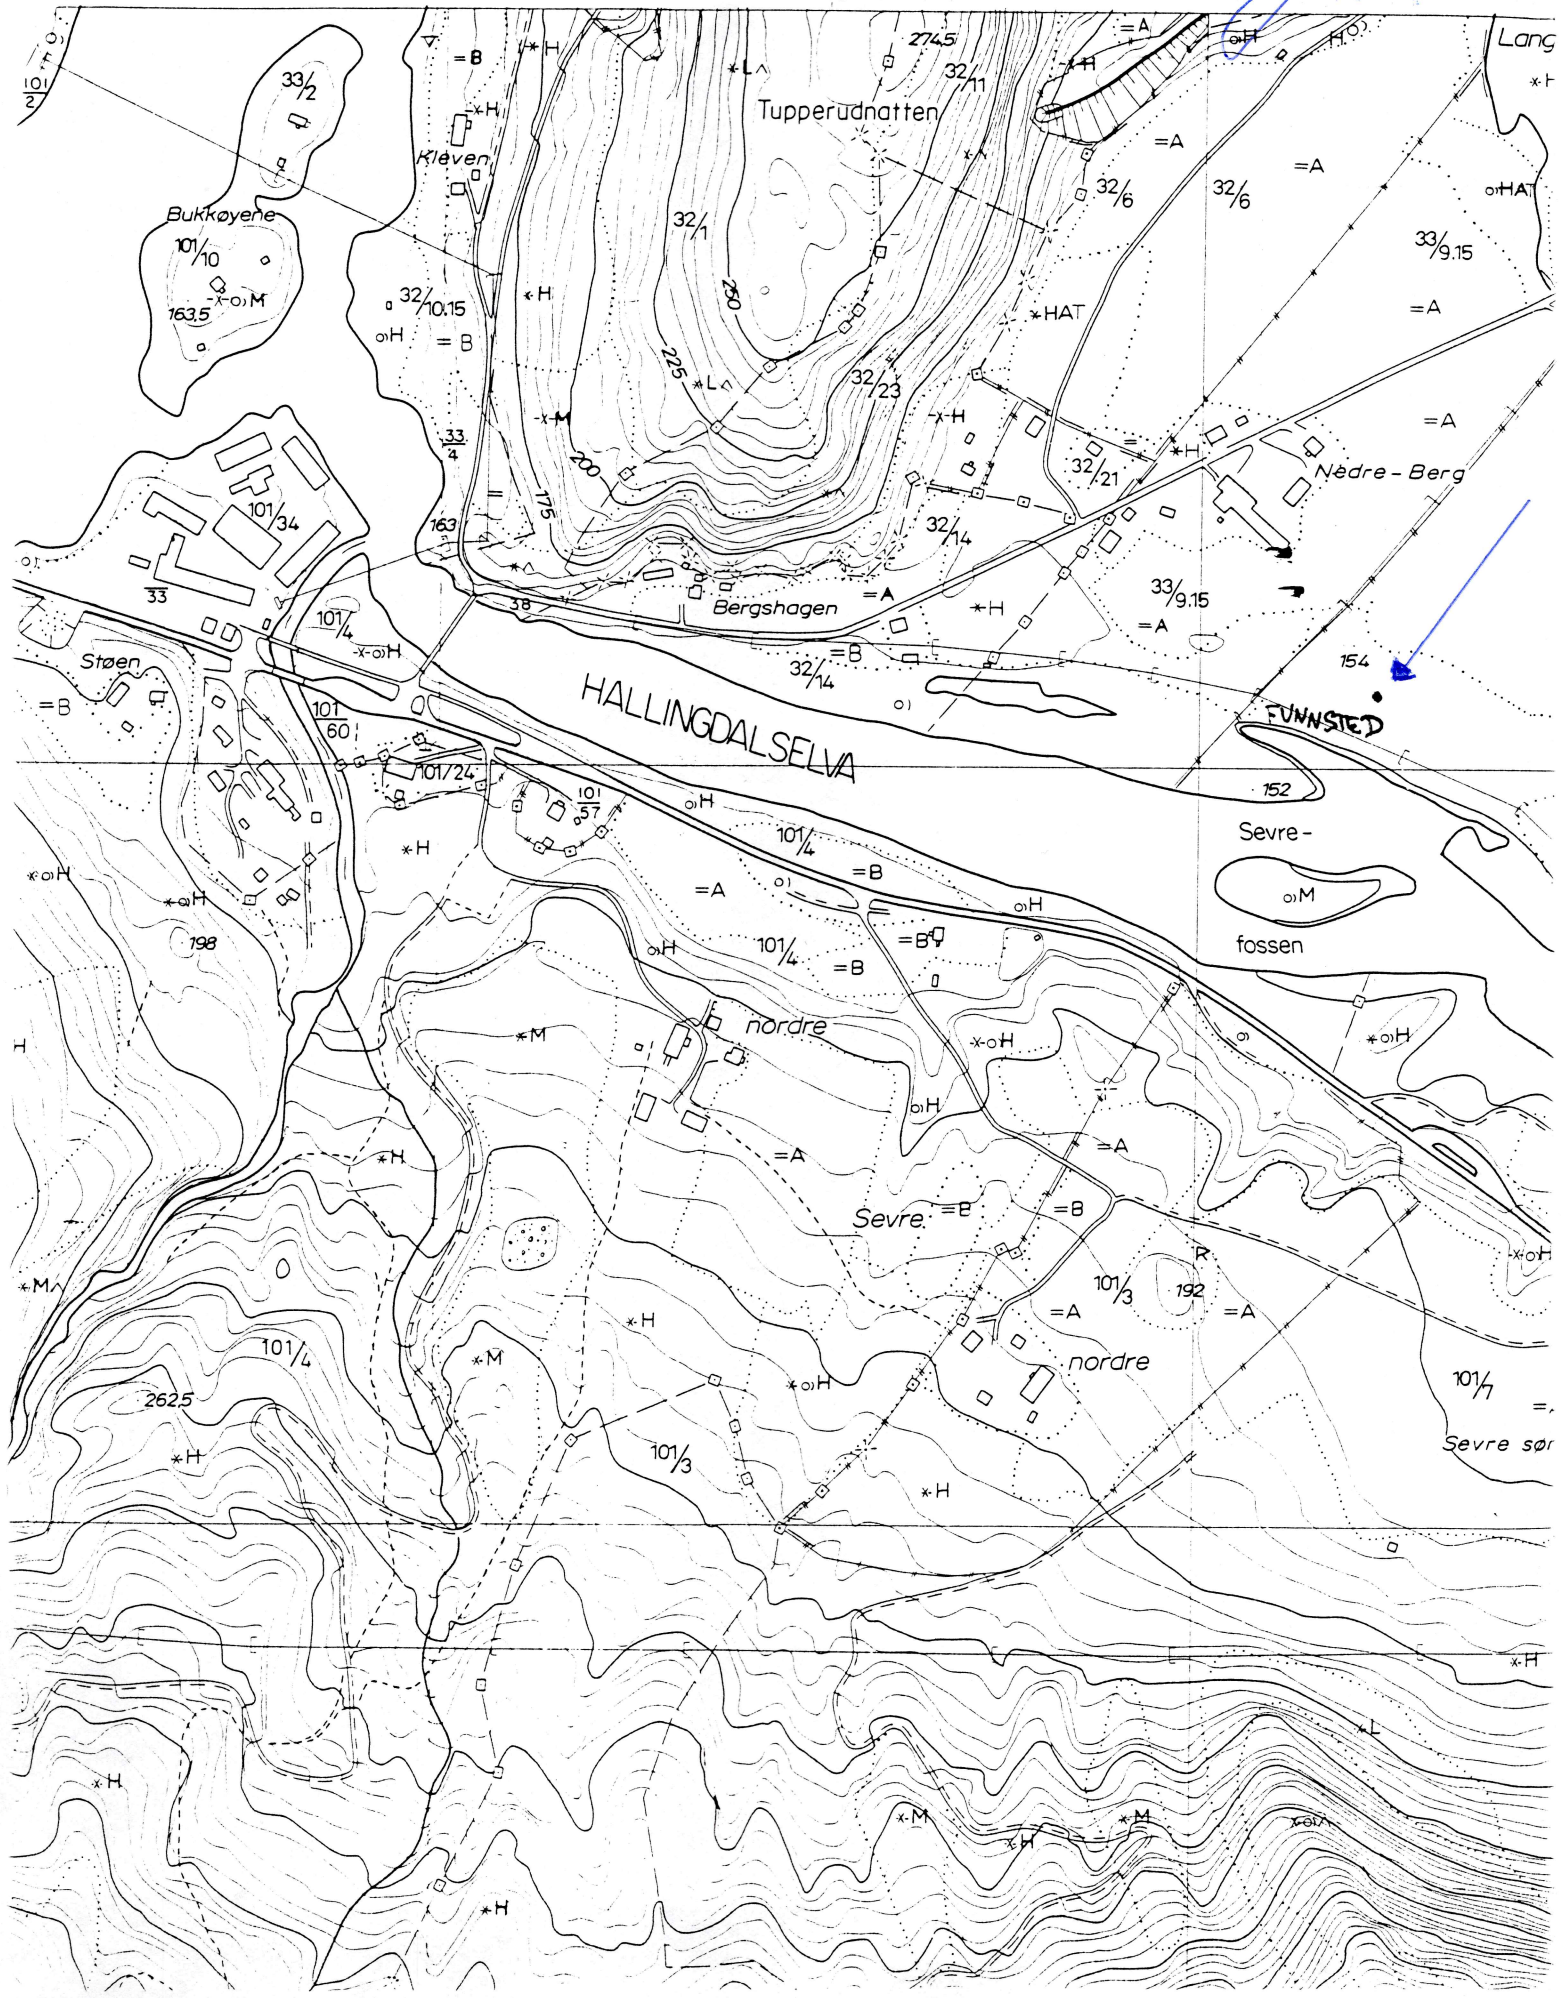 101/2
33/2
=B
*H
274,5
32/11
=A
-x-H
o)H
Lang
Tupperudnatten
*L^
-x-H
Kleven
=A
=A
32/6
32/6
o)HAT
Bukkøyene
101/10
32/1
33/9.15
-x-o)M
163.5
32/10.15
*H
250
*HAT
=A
o)H
=B
225
*L^
32/23
-x-M
-x-H
=A
33/4
200
*H
32/21
Nedre-Berg
175
101/34
163
32/14
33
38
Bergshagen
=A
*H
33/9.15
=A
101/4
-x-o)H
Støen
=B
32/14
154
=B
HALLINGDALSELVA
FUNNSTED
101/60
101/24
101/57
o)H
152
Sevre-
101/4
*H
=B
*o)H
=A
o)M
*o)H
o)H
198
o)H
101/4
=B
=B
fossen
H
*M
nordre
-x-o)H
*o)H
6
o)H
*H
=A
=A
Sevre
=B
=B
R
-x-o)H
*M^
101/3
192
=A
=A
*H
101/4
*M
nordre
*o)H
101/7
262.5
*H
101/3
Sevre sør
*H
x-H
*L
x-H
x-M
*M
x-H
x-o)^
*H